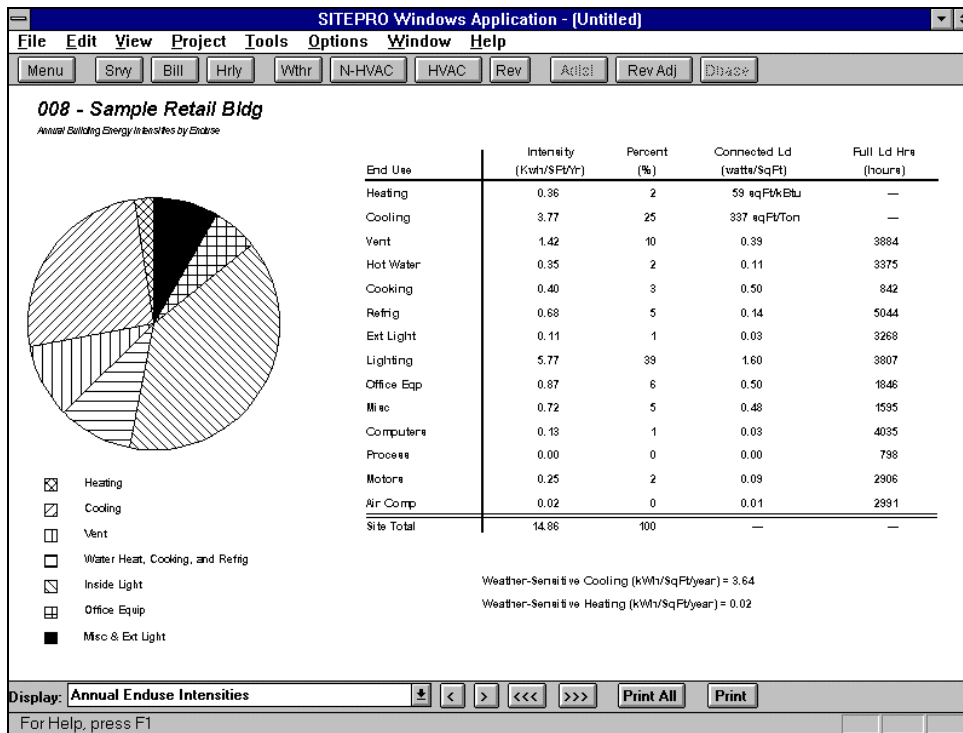 SITEPRO Windows Application - (Untitled)
File Edit View Project Tools Options Window Help
Menu Srvy Bill Hrly Wthr N-HVAC HVAC Rev Adjsl Rev Adj Dbase
008 - Sample Retail Bldg
Annual Building Energy Intensities by Enduse
Intensity Percent Connected Ld Full Ld Hrs
End Use (Kwh/SFt/Yr) (%) (watts/SqFt) (hours)
Heating 0.36 2 59 sqFt/kBtu —
Cooling 3.77 25 337 sqFt/Ton —
Vent 1.42 10 0.39 3884
Hot Water 0.35 2 0.11 3375
Cooking 0.40 3 0.50 842
Refrig 0.68 5 0.14 5044
Ext Light 0.11 1 0.03 3268
Lighting 5.77 39 1.60 3807
Office Eqp 0.87 6 0.50 1846
Misc 0.72 5 0.48 1595
Computers 0.13 1 0.03 4035
Process 0.00 0 0.00 798
Motors 0.25 2 0.09 2906
Air Comp 0.02 0 0.01 2991
Site Total 14.86 100 — —
Heating
Cooling
Vent
Water Heat, Cooking, and Refrig
Inside Light
Office Equip
Misc & Ext Light
Weather-Sensitive Cooling (kWh/SqFt/year) = 3.64
Weather-Sensitive Heating (kWh/SqFt/year) = 0.02
Display: Annual Enduse Intensities < > <<< >>> Print All Print
For Help, press F1